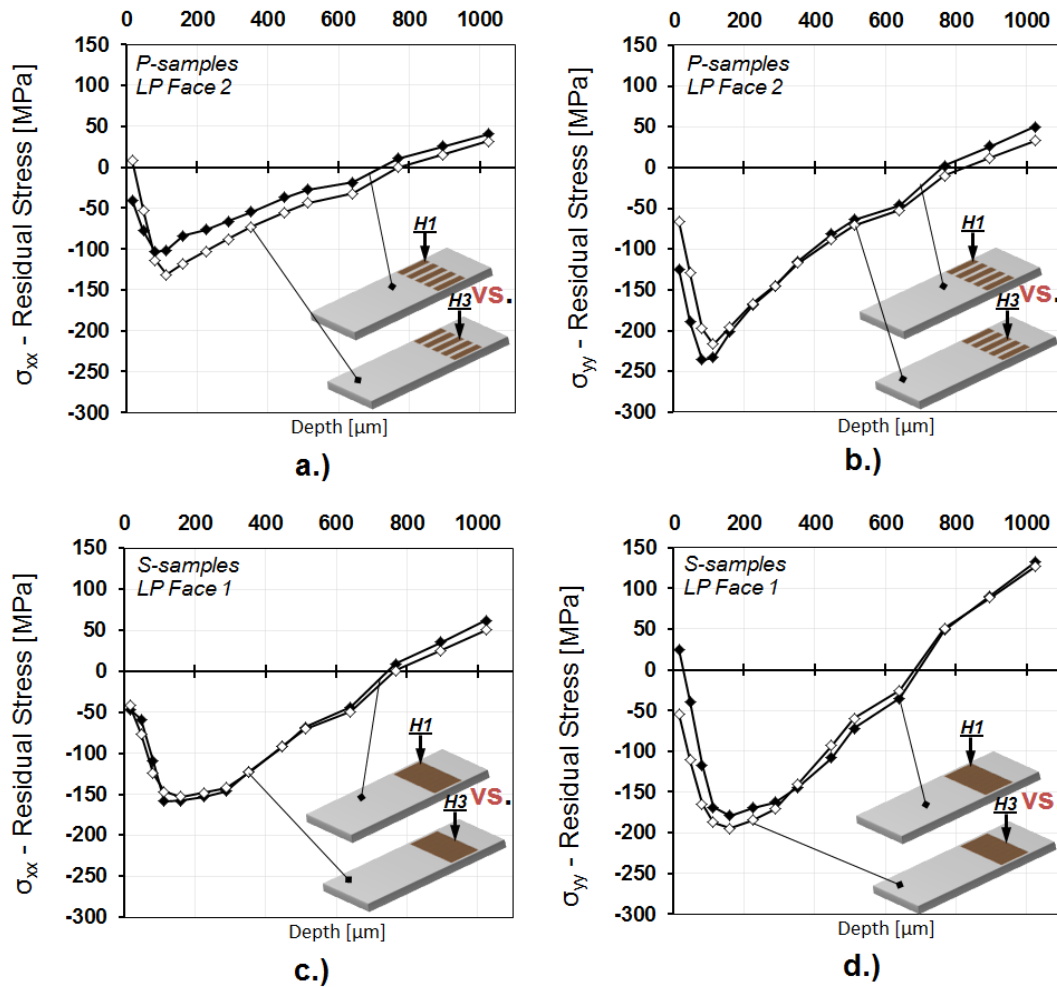 0 200 400 600 800 1000
150
100
50
0
-50
-100
-150
-200
-250
-300
σxx - Residual Stress [MPa]
P-samples
LP Face 2
H1
H3
vs.
Depth [µm]
a.)
0 200 400 600 800 1000
150
100
50
0
-50
-100
-150
-200
-250
-300
σyy - Residual Stress [MPa]
P-samples
LP Face 2
H1
H3
vs.
Depth [µm]
b.)
0 200 400 600 800 1000
150
100
50
0
-50
-100
-150
-200
-250
-300
σxx - Residual Stress [MPa]
S-samples
LP Face 1
H1
H3
vs.
Depth [µm]
c.)
0 200 400 600 800 1000
150
100
50
0
-50
-100
-150
-200
-250
-300
σyy - Residual Stress [MPa]
S-samples
LP Face 1
H1
H3
vs
Depth [µm]
d.)